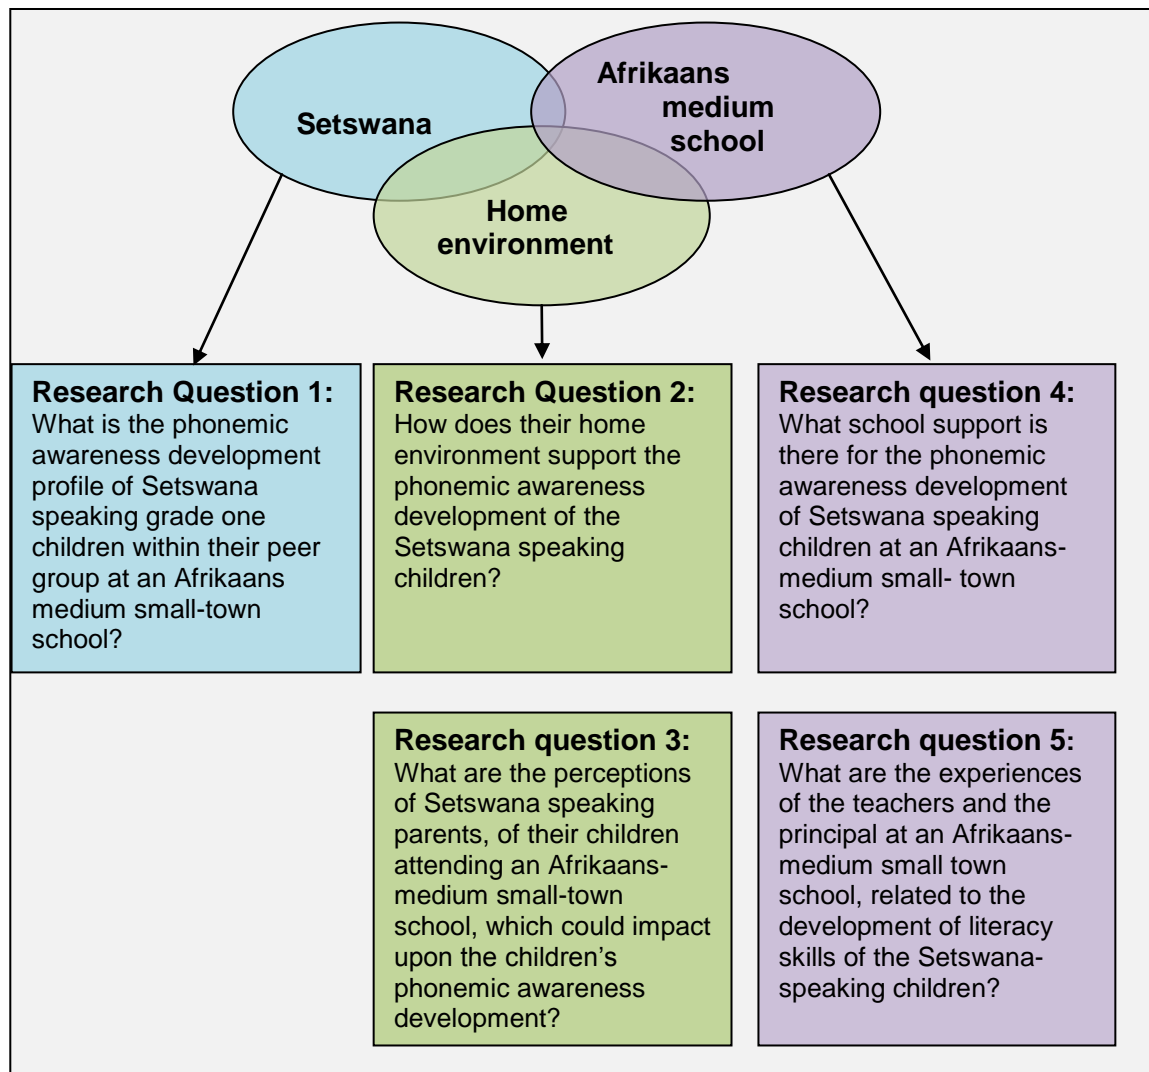 Setswana
Afrikaans
medium
school
Home
environment
Research Question 1:
What is the phonemic
awareness development
profile of Setswana
speaking grade one
children within their peer
group at an Afrikaans
medium small-town
school?
Research Question 2:
How does their home
environment support the
phonemic awareness
development of the
Setswana speaking
children?
Research question 4:
What school support is
there for the phonemic
awareness development
of Setswana speaking
children at an Afrikaans-
medium small- town
school?
Research question 3:
What are the perceptions
of Setswana speaking
parents, of their children
attending an Afrikaans-
medium small-town
school, which could impact
upon the children’s
phonemic awareness
development?
Research question 5:
What are the experiences
of the teachers and the
principal at an Afrikaans-
medium small town
school, related to the
development of literacy
skills of the Setswana-
speaking children?